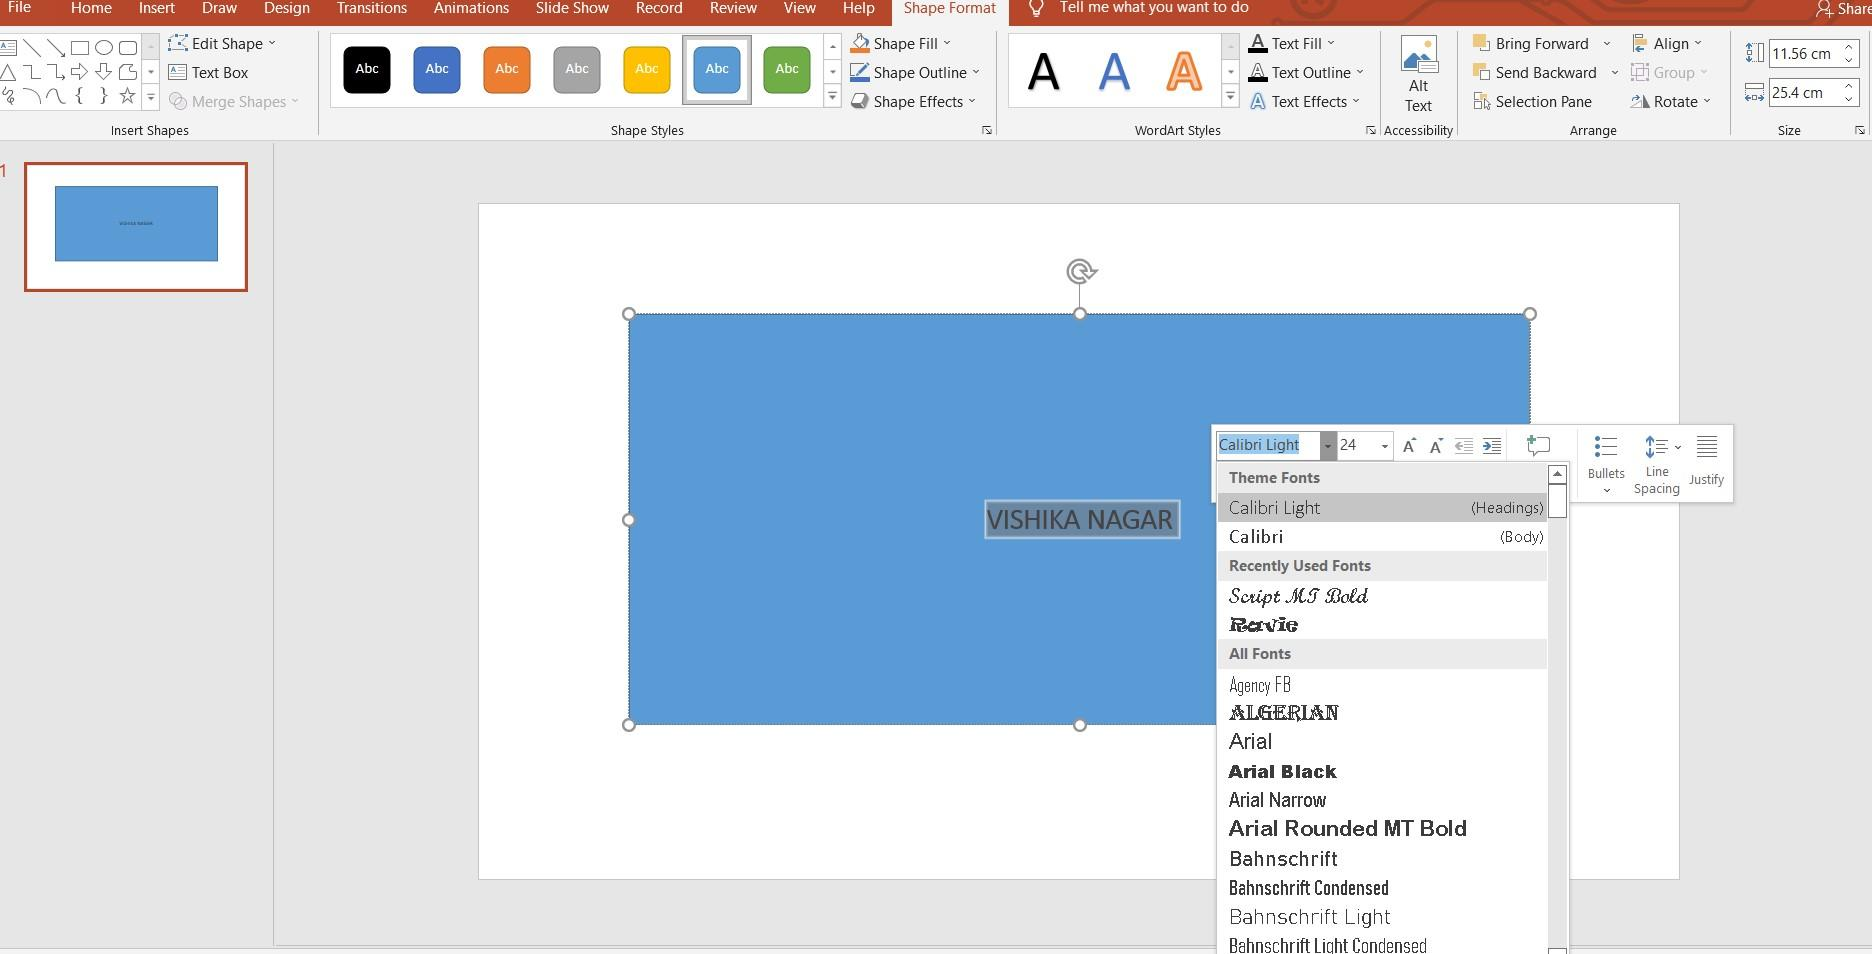 File Home Insert Draw Design Transitions Animations Slide Show Record Review View Help Shape Format Tell me what you want to do Share
Edit Shape
Text Box
Merge Shapes
Insert Shapes
Abc Abc Abc Abc Abc Abc Abc
Shape Fill
Shape Outline
Shape Effects
Shape Styles
A A A
Text Fill
Text Outline
Text Effects
WordArt Styles
Alt
Text
Accessibility
Bring Forward
Send Backward
Selection Pane
Align
Group
Rotate
Arrange
11.56 cm
25.4 cm
Size
1
VISHIKA NAGAR
VISHIKA NAGAR
Calibri Light 24
Bullets
Line
Spacing
Justify
Theme Fonts
Calibri Light (Headings)
Calibri (Body)
Recently Used Fonts
Script MT Bold
Ravie
All Fonts
Agency FB
ALGERIAN
Arial
Arial Black
Arial Narrow
Arial Rounded MT Bold
Bahnschrift
Bahnschrift Condensed
Bahnschrift Light
Bahnschrift Light Condensed